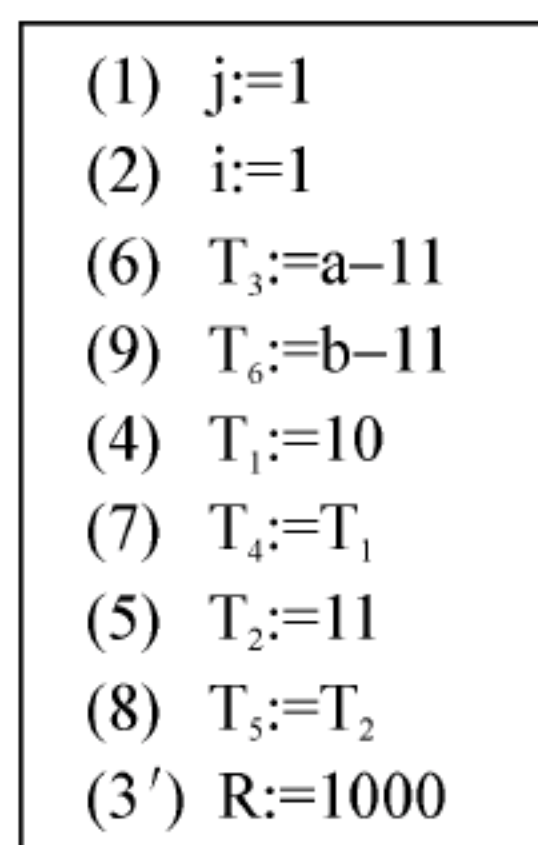 (1) j:=1
(2) i:=1
(6) T₃:=a–11
(9) T₆:=b–11
(4) T₁:=10
(7) T₄:=T₁
(5) T₂:=11
(8) T₅:=T₂
(3′) R:=1000